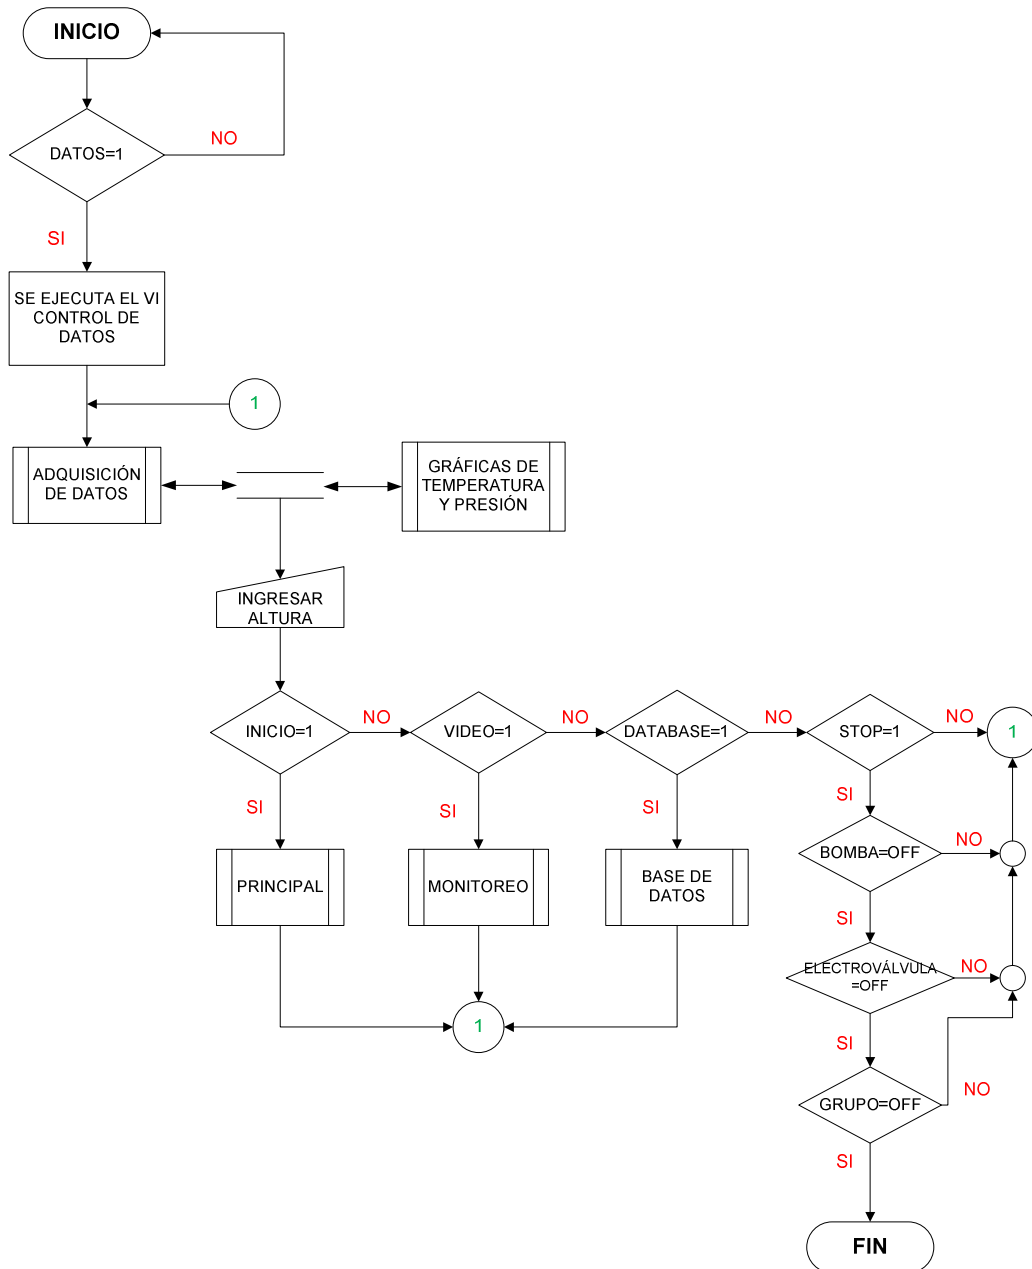 INICIO
DATOS=1
NO
SI
SE EJECUTA EL VI
CONTROL DE
DATOS
1
ADQUISICIÓN
DE DATOS
GRÁFICAS DE
TEMPERATURA
Y PRESIÓN
INGRESAR
ALTURA
INICIO=1
NO
VIDEO=1
NO
DATABASE=1
NO
STOP=1
NO
1
SI
SI
SI
SI
PRINCIPAL
MONITOREO
BASE DE
DATOS
BOMBA=OFF
NO
SI
ELECTROVÁLVULA
=OFF
NO
1
SI
GRUPO=OFF
NO
SI
FIN